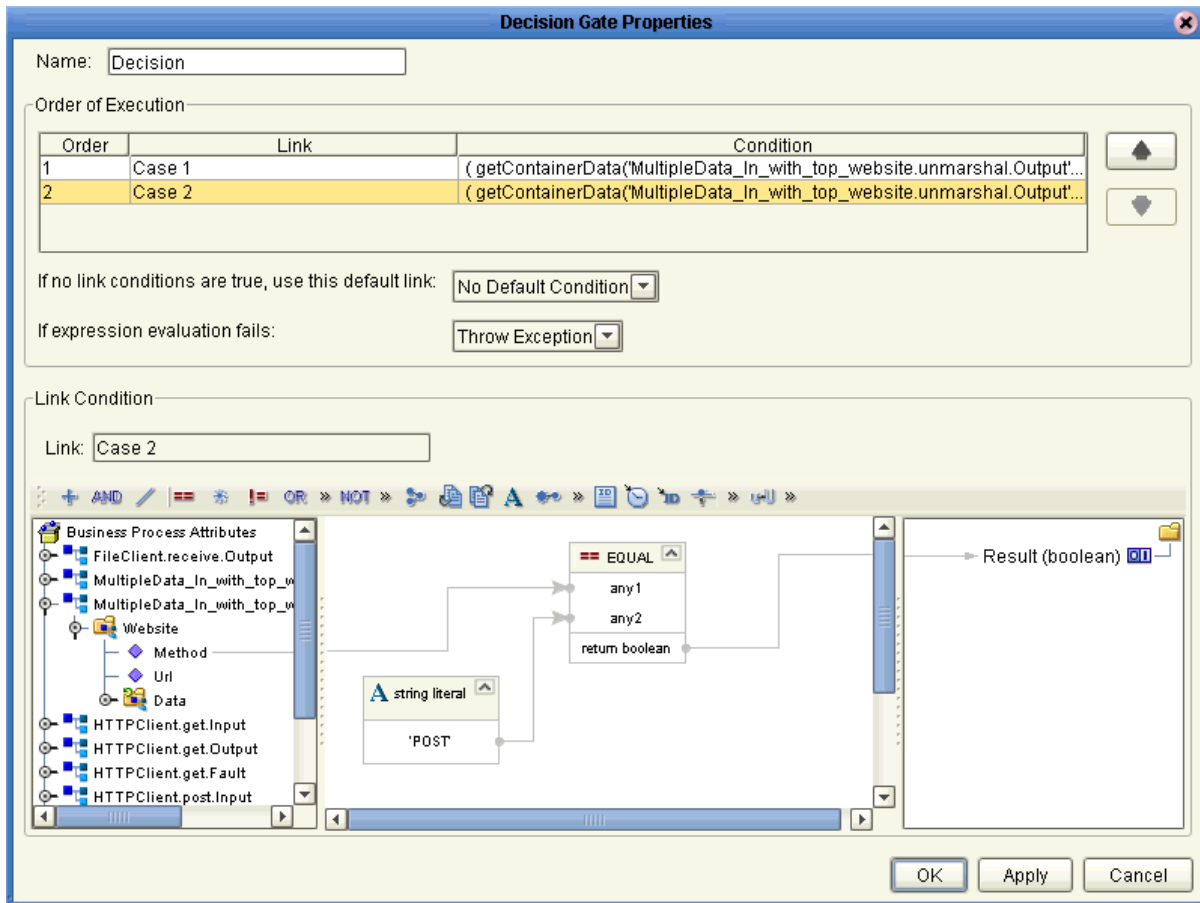 Decision Gate Properties
Name: Decision
Order of Execution
Order Link Condition
1 Case 1 ( getContainerData('MultipleData_In_with_top_website.unmarshal.Output'...
2 Case 2 ( getContainerData('MultipleData_In_with_top_website.unmarshal.Output'...
If no link conditions are true, use this default link: No Default Condition
If expression evaluation fails: Throw Exception
Link Condition
Link: Case 2
+ AND / == != OR » NOT » A » ID ID » »
Business Process Attributes
FileClient.receive.Output
MultipleData_In_with_top_w
MultipleData_In_with_top_w
Website
Method
Url
Data
HTTPClient.get.Input
HTTPClient.get.Output
HTTPClient.get.Fault
HTTPClient.post.Input
== EQUAL
any1
any2
return boolean
A string literal
'POST'
Result (boolean)
OK Apply Cancel